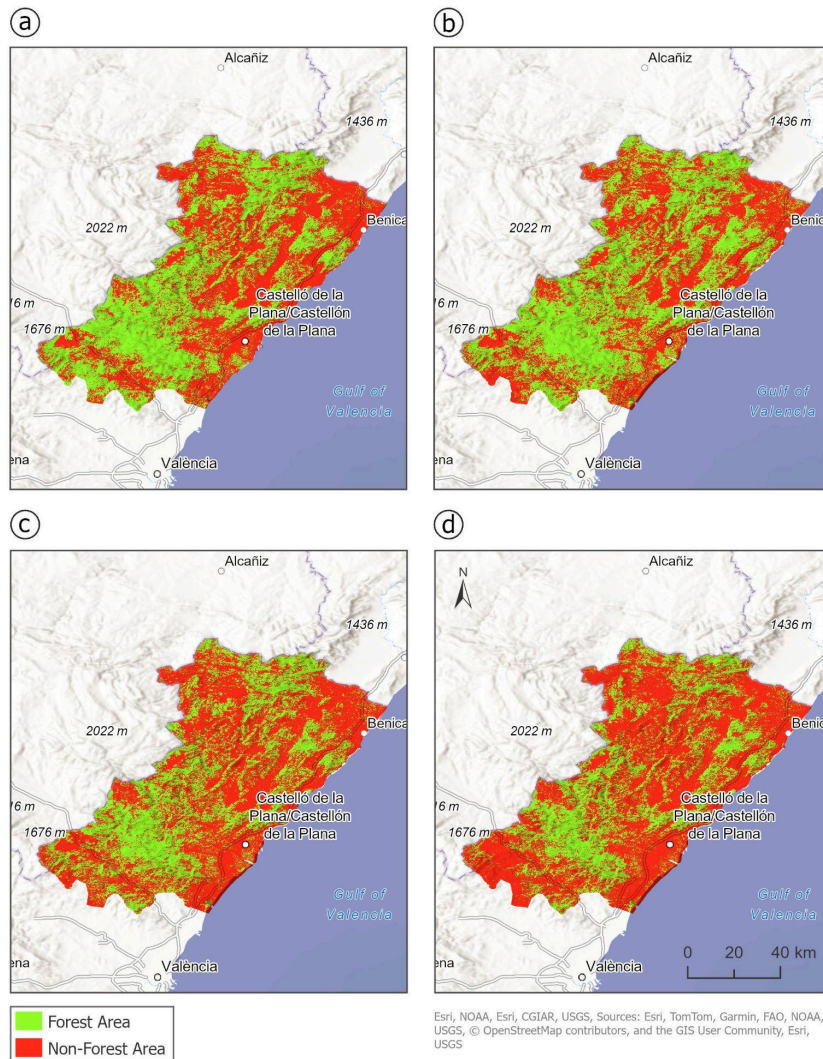 a
b
Alcañiz
1436 m
Benica
2022 m
Castelló de la
Plana/Castellón
de la Plana
16 m
1676 m
Gulf of
Valencia
ena
València
Alcañiz
1436 m
Benica
2022 m
Castelló de la
Plana/Castellón
de la Plana
16 m
1676 m
Gulf of
Valencia
ena
València
c
d
Alcañiz
1436 m
Benica
2022 m
Castelló de la
Plana/Castellón
de la Plana
16 m
1676 m
Gulf of
Valencia
ena
València
N
Alcañiz
1436 m
Benica
2022 m
Castelló de la
Plana/Castellón
de la Plana
16 m
1676 m
Gulf of
Valencia
ena
València
0 20 40 km
Forest Area
Non-Forest Area
Esri, NOAA, Esri, CGIAR, USGS, Sources: Esri, TomTom, Garmin, FAO, NOAA,
USGS, © OpenStreetMap contributors, and the GIS User Community, Esri,
USGS